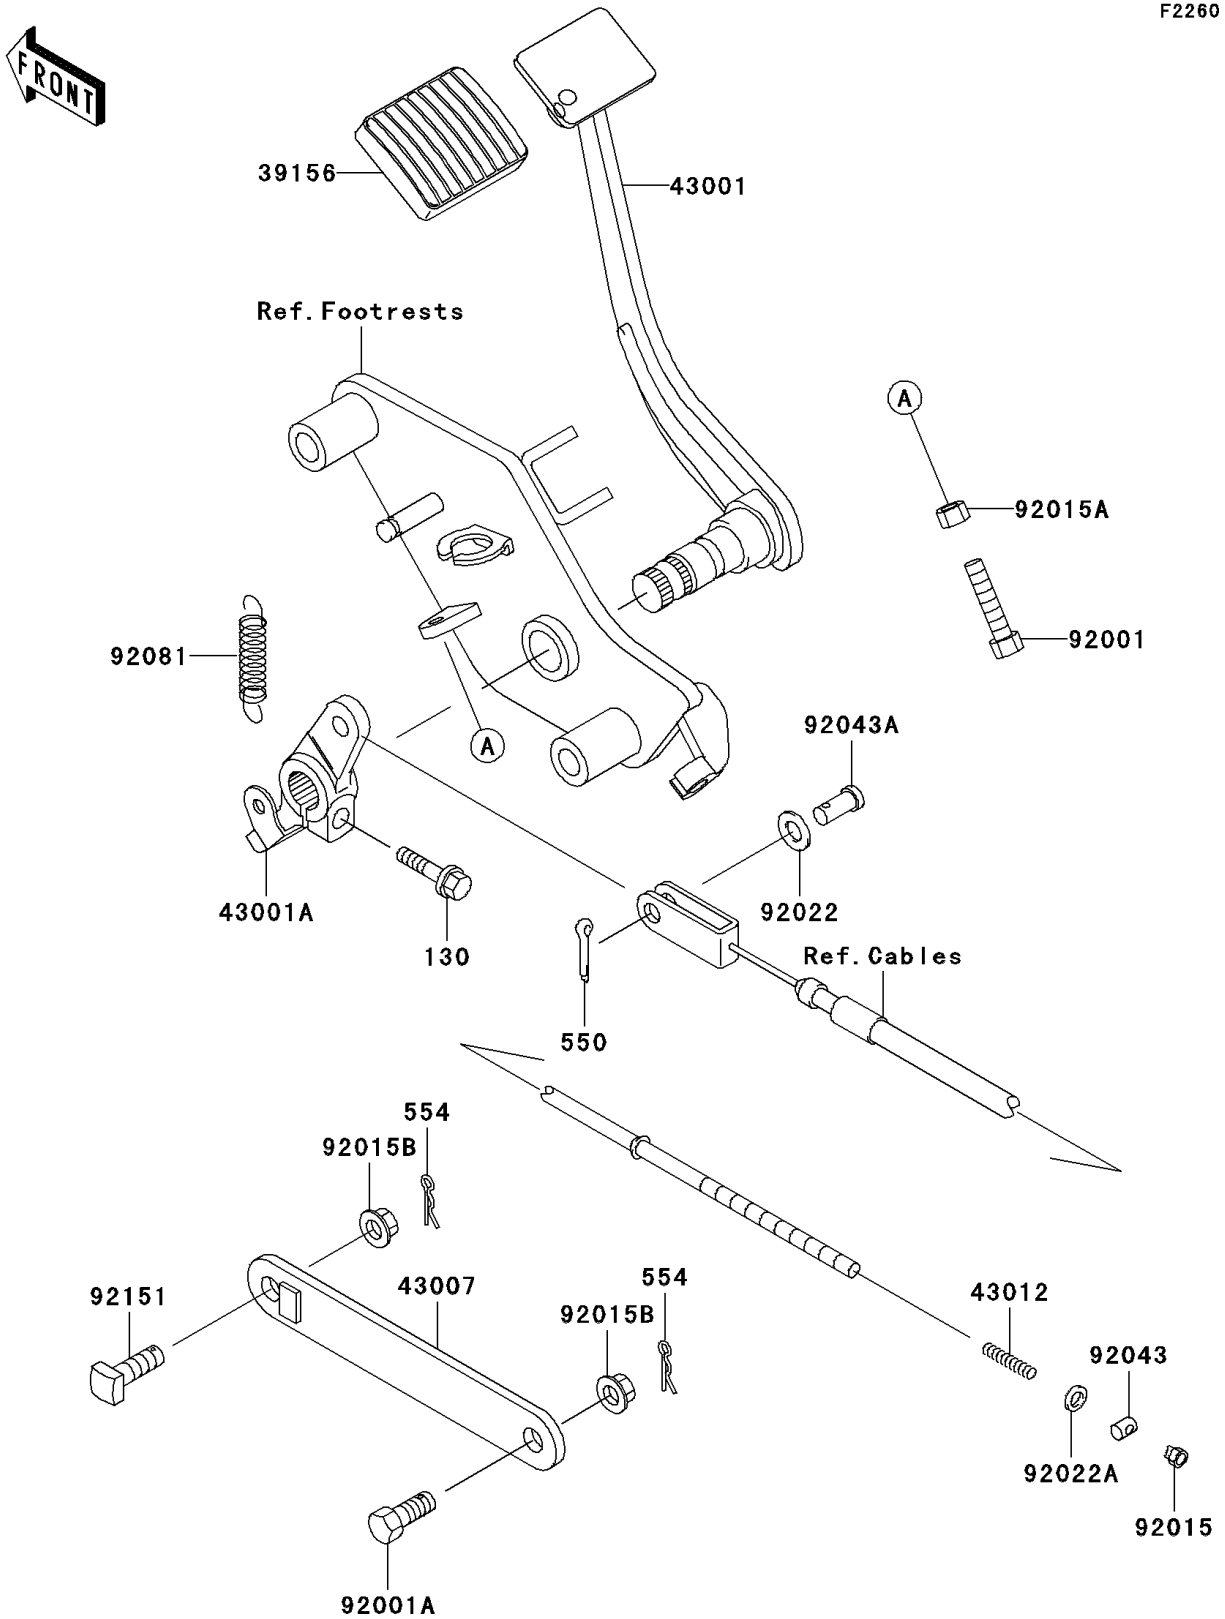 F2260
FRONT
39156
43001
Ref.Footrests
A
92015A
92001
92081
A
92043A
43001A
130
92022
550
Ref.Cables
554
92015B
92151
43007
554
92015B
43012
92043
92022A
92015
92001A